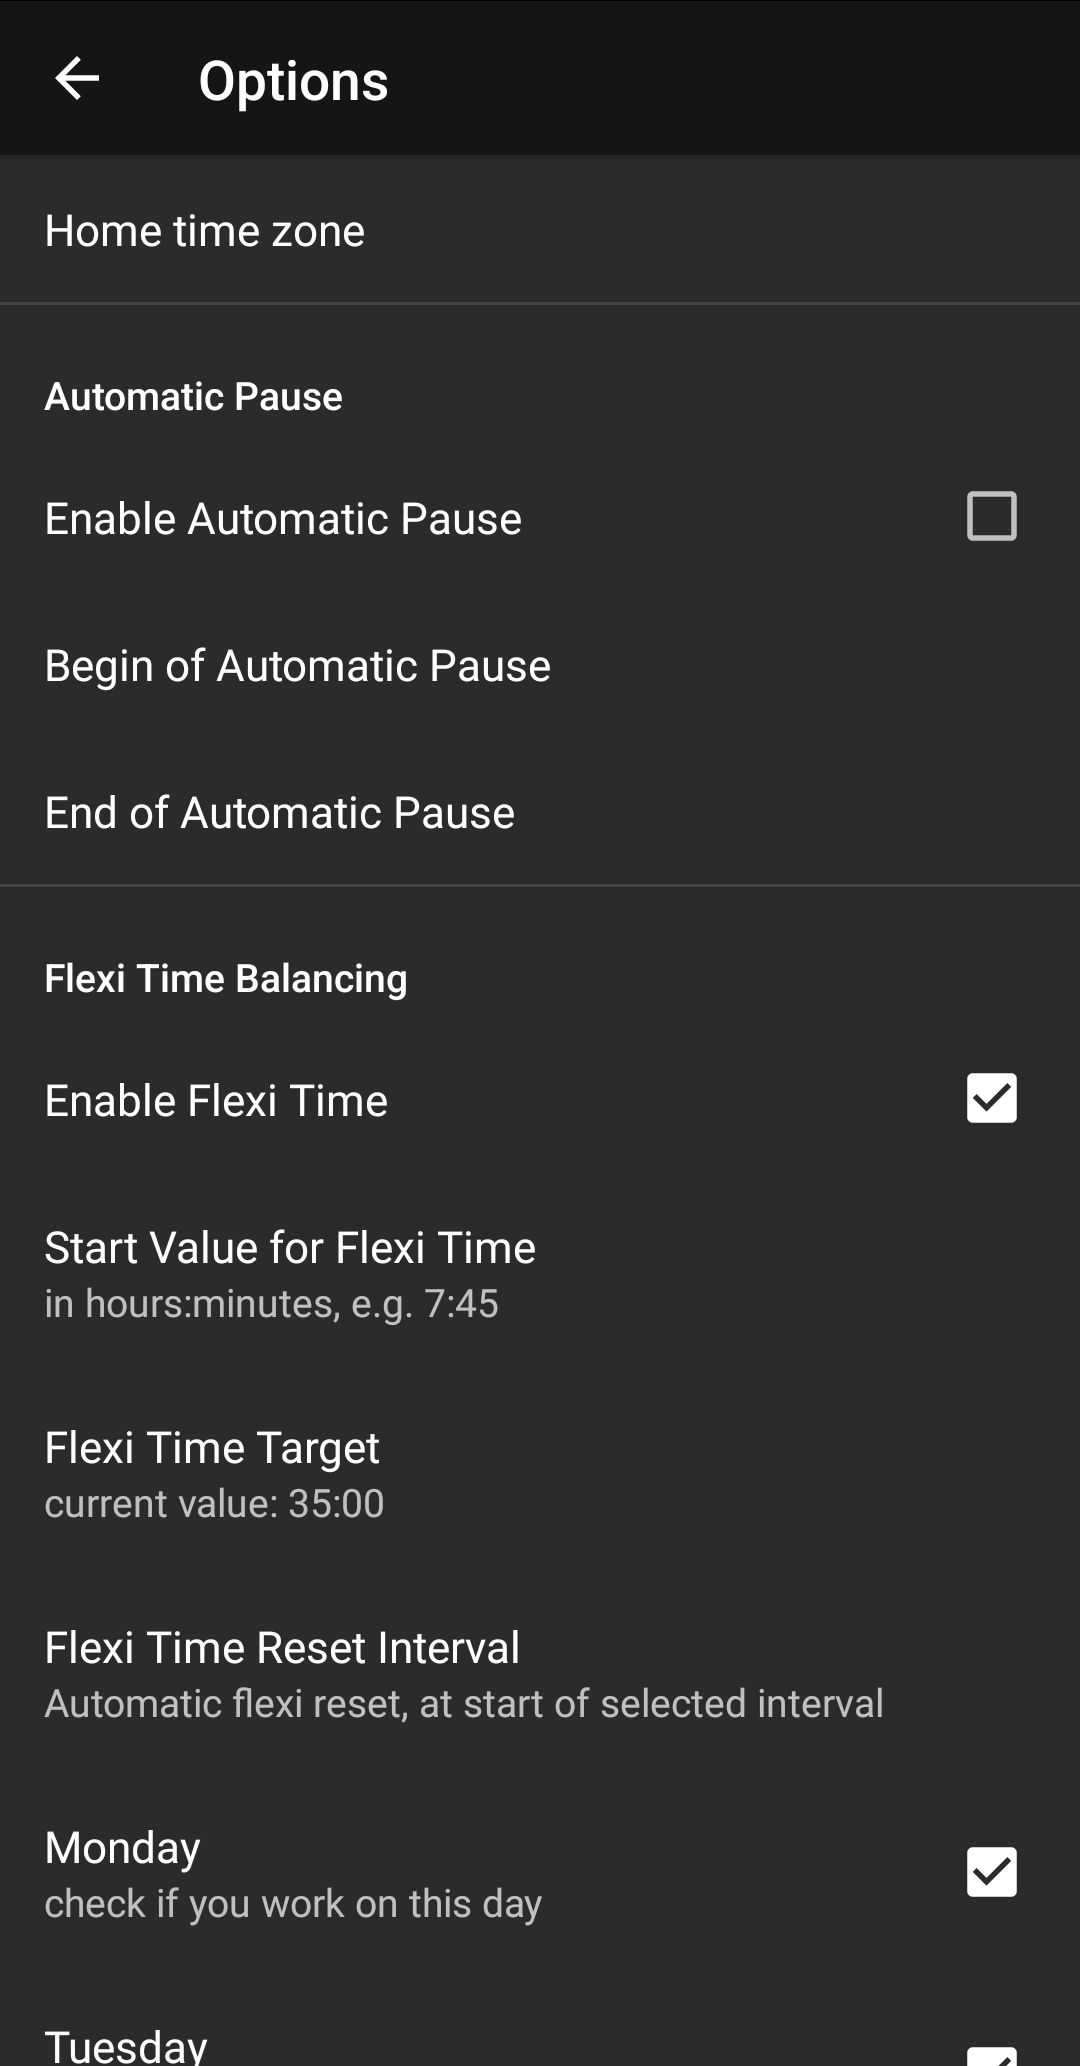 Options
Home time zone
Automatic Pause
Enable Automatic Pause
Begin of Automatic Pause
End of Automatic Pause
Flexi Time Balancing
Enable Flexi Time
Start Value for Flexi Time
in hours:minutes, e.g. 7:45
Flexi Time Target
current value: 35:00
Flexi Time Reset Interval
Automatic flexi reset, at start of selected interval
Monday
check if you work on this day
Tuesday